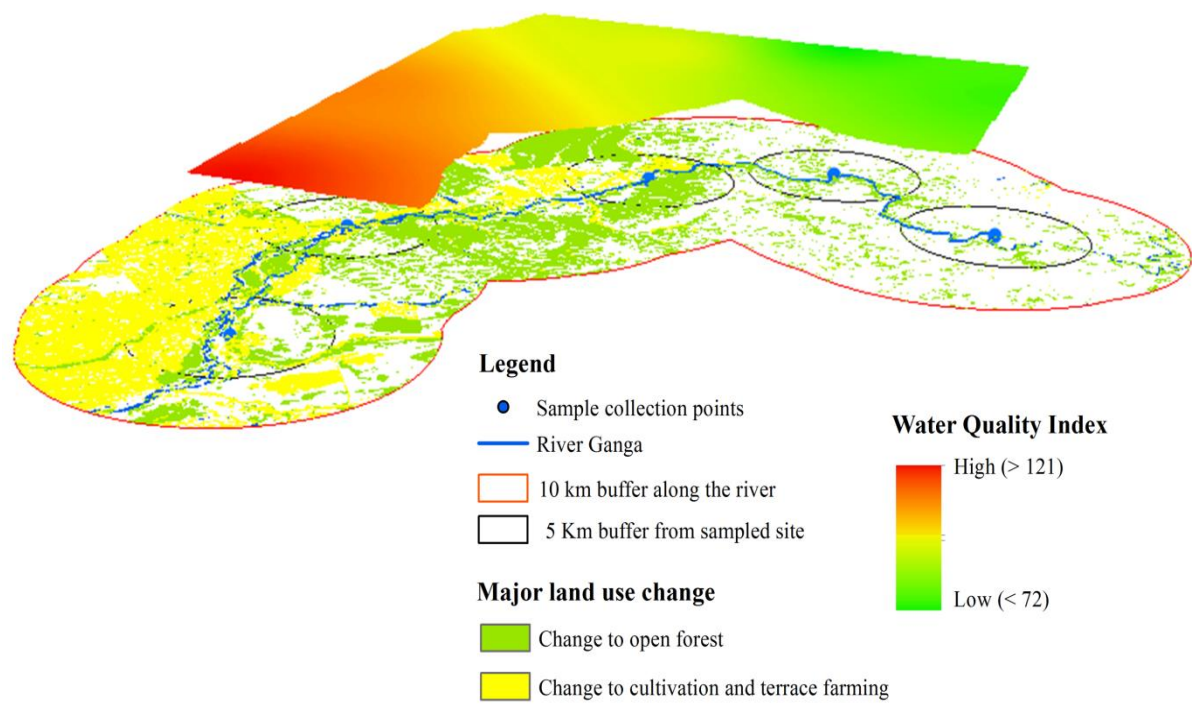 Legend
Sample collection points
River Ganga
10 km buffer along the river
5 Km buffer from sampled site
Major land use change
Change to open forest
Change to cultivation and terrace farming
Water Quality Index
High (> 121)
Low (< 72)